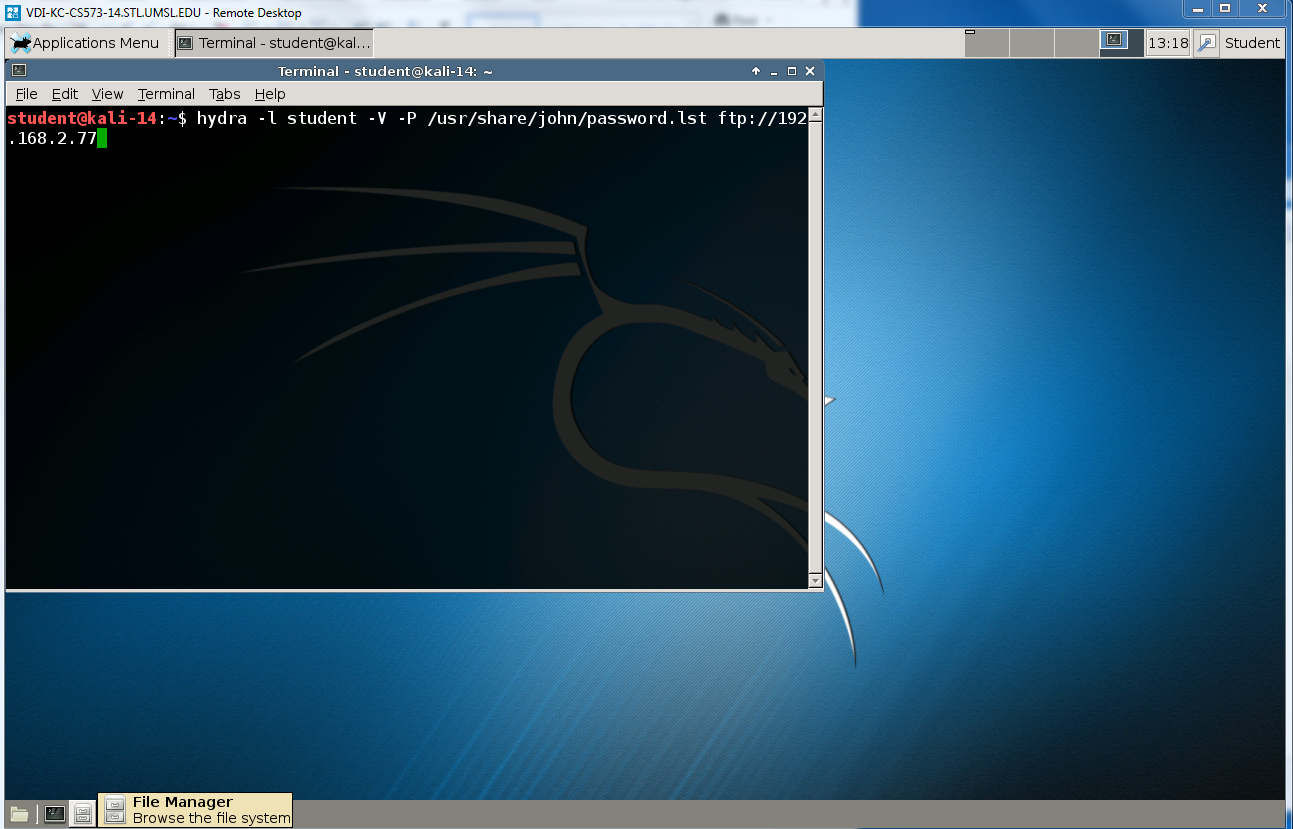 VDI-KC-CS573-14.STL.UMSL.EDU - Remote Desktop
Applications Menu
Terminal - student@kal...
13:18
Student
Terminal - student@kali-14: ~
File Edit View Terminal Tabs Help
student@kali-14:~$ hydra -l student -V -P /usr/share/john/password.lst ftp://192
.168.2.77
File Manager
Browse the file system